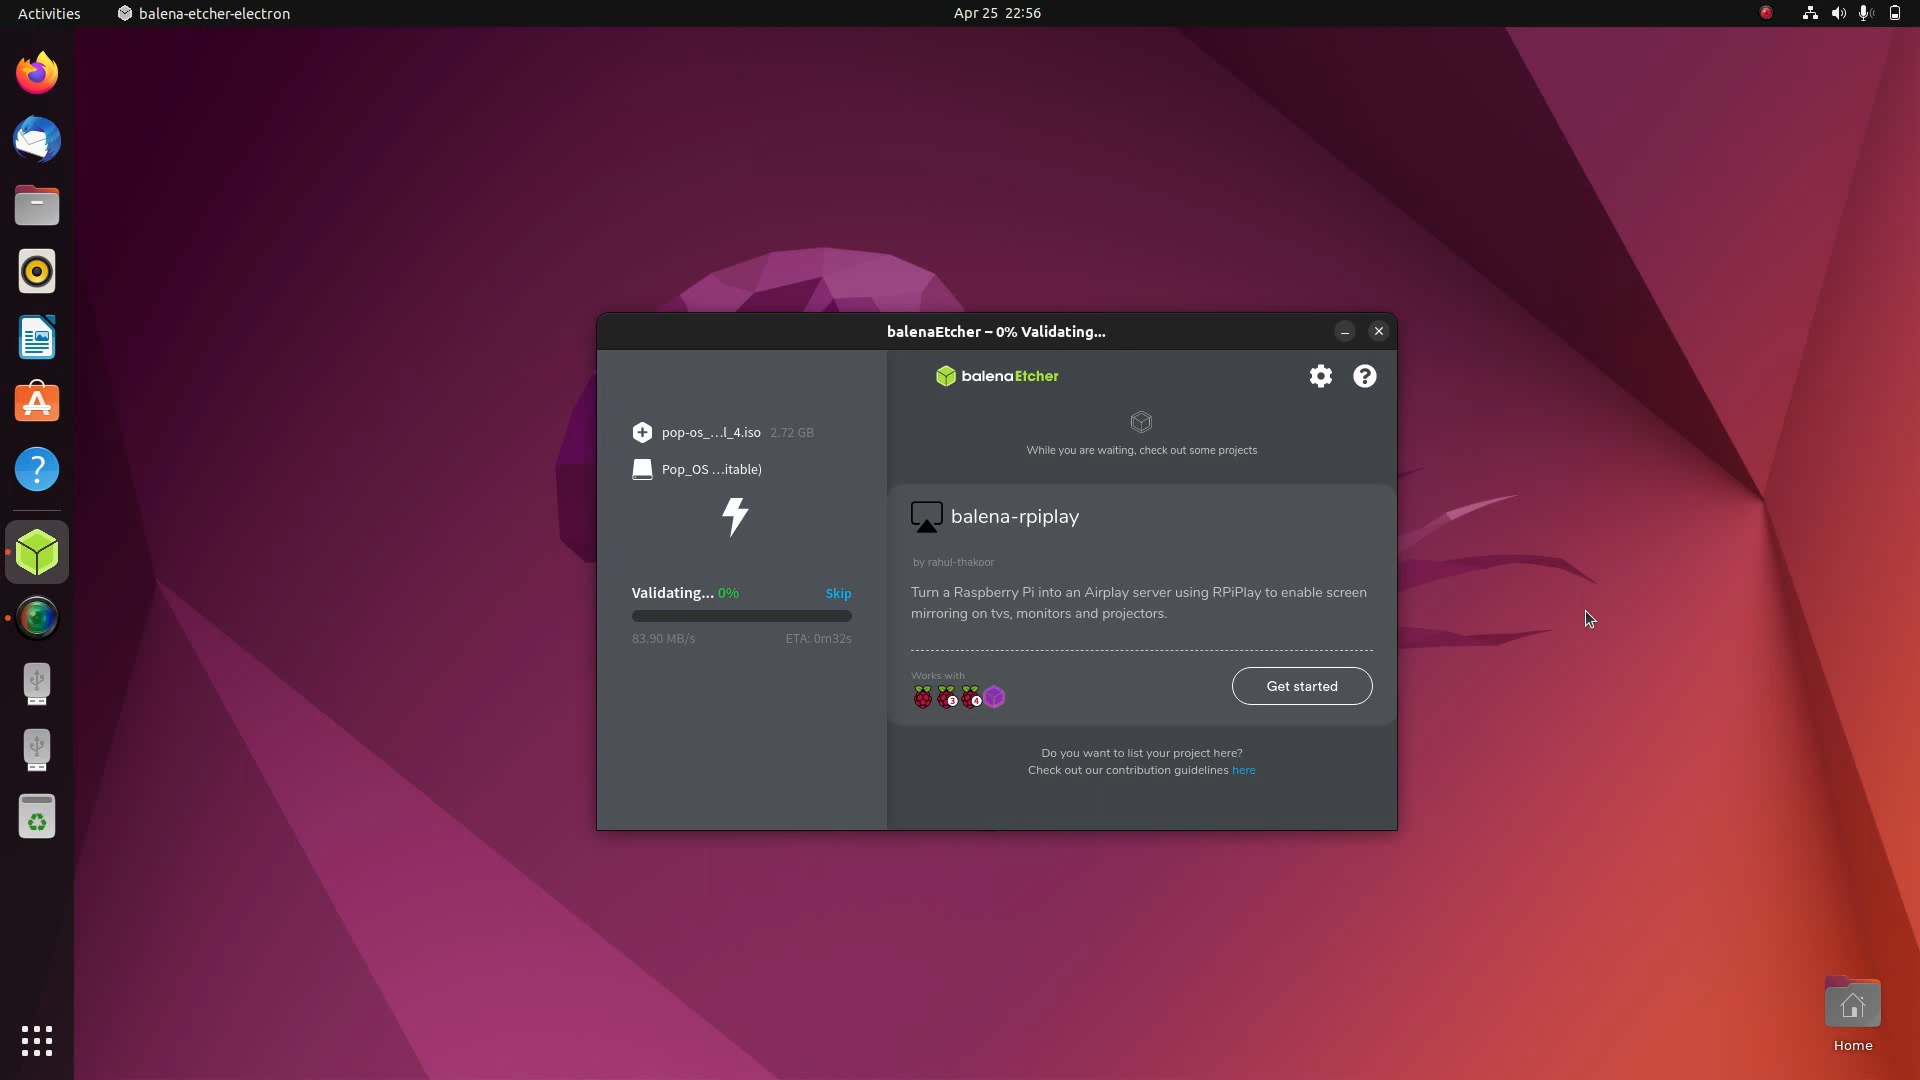 Activities
balena-etcher-electron
Apr 25 22:56
balenaEtcher – 0% Validating...
pop-os_...l_4.iso 2.72 GB
Pop_OS ...itable)
Validating... 0% Skip
83.90 MB/s ETA: 0m32s
balenaEtcher
While you are waiting, check out some projects
balena-rpiplay
by rahul-thakoor
Turn a Raspberry Pi into an Airplay server using RPiPlay to enable screen
mirroring on tvs, monitors and projectors.
Works with
3 4
Get started
Do you want to list your project here?
Check out our contribution guidelines here
Home